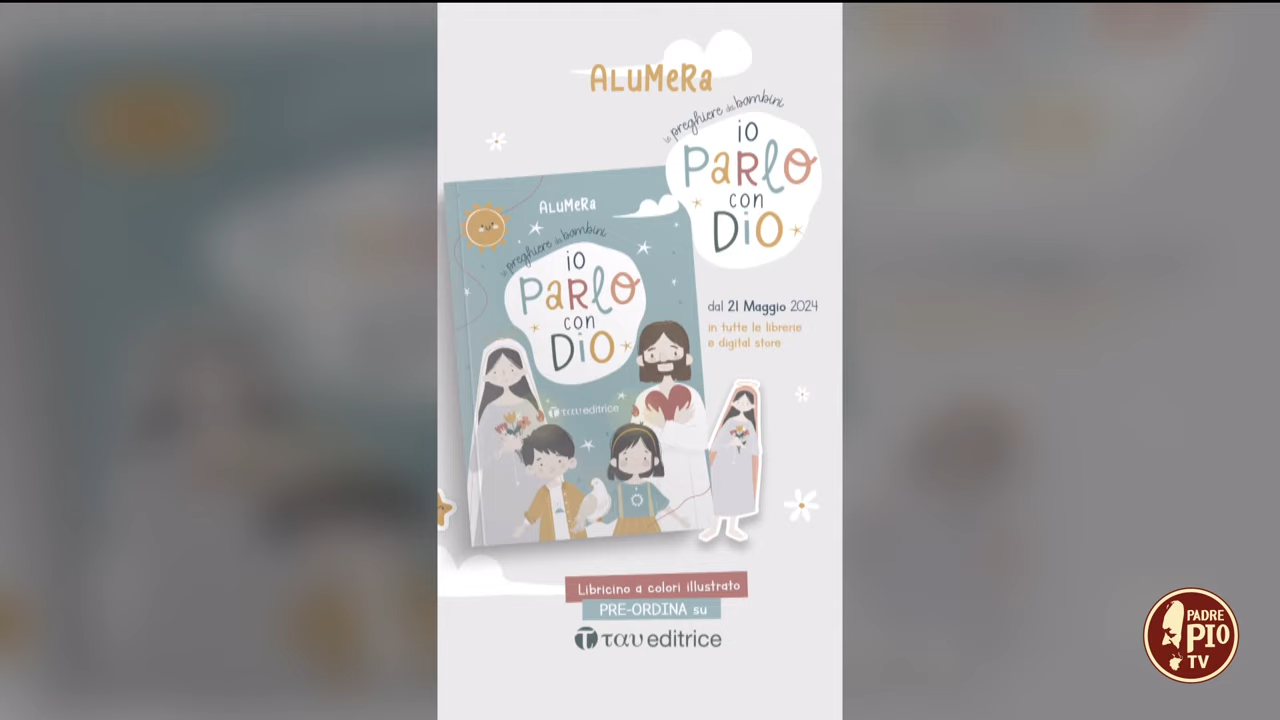 ALUMeRa
le preghiere dei bambini
io
PaRlo
con
DiO
ALUMeRa
le preghiere dei bambini
io
PaRlo
con
DiO
tau editrice
dal 21 Maggio 2024
in tutte le librerie
e digital store
Libricino a colori illustrato
PRE-ORDINA su
tau editrice
PADRE
PIO
TV